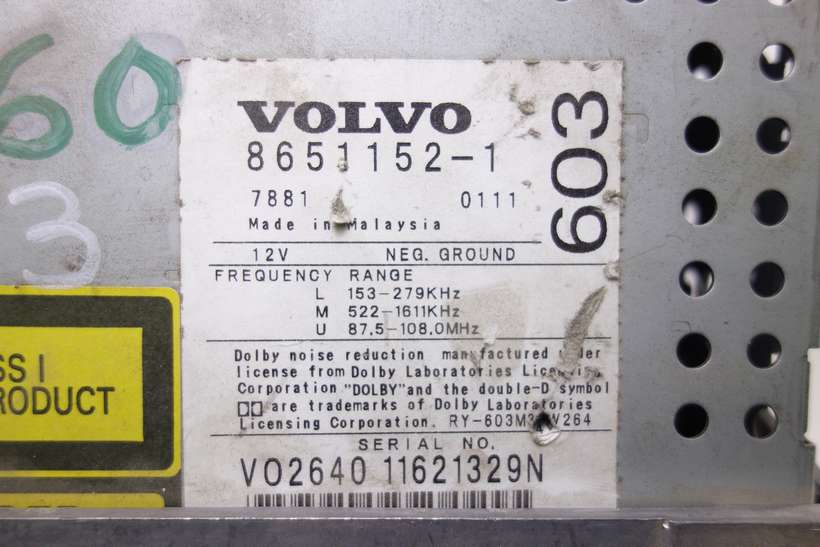 60
3
VOLVO
8651152-1
603
7881 0111
Made in Malaysia
12V NEG. GROUND
FREQUENCY RANGE
L 153-279KHz
M 522-1611KHz
U 87.5-108.0MHz
Dolby noise reduction manufactured under
license from Dolby Laboratories
Corporation "DOLBY" and the double-D symbol
are trademarks of Dolby Laboratories
Licensing Corporation.
SERIAL NO.
VO2640 11621329N
SS I
RODUCT